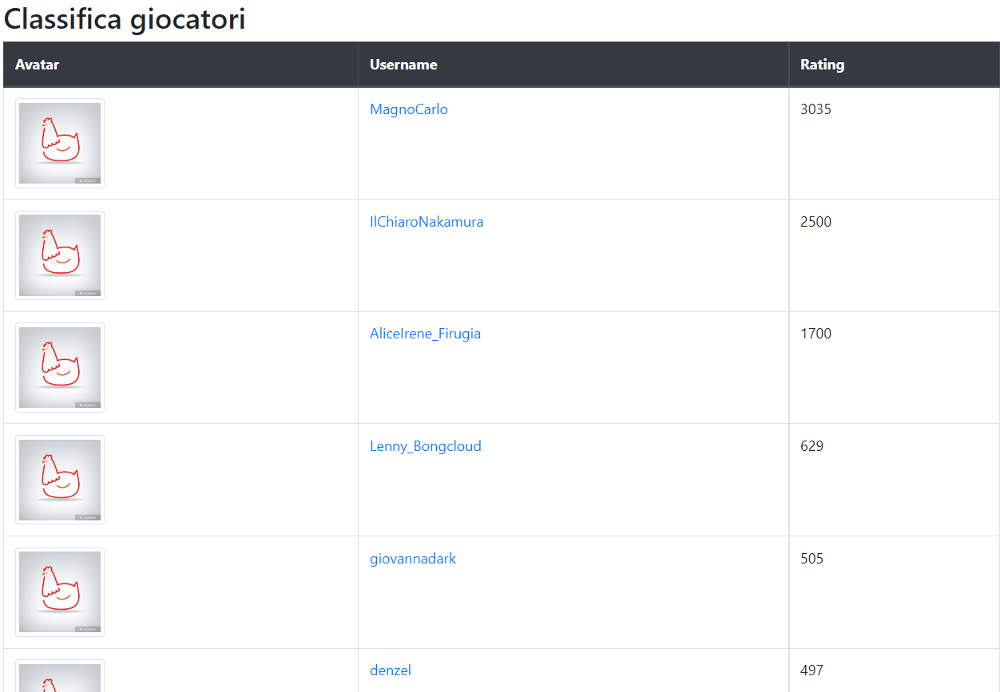 Classifica giocatori
Avatar Username Rating
MagnoCarlo 3035
IlChiaroNakamura 2500
AliceIrene_Firugia 1700
Lenny_Bongcloud 629
giovannadark 505
denzel 497